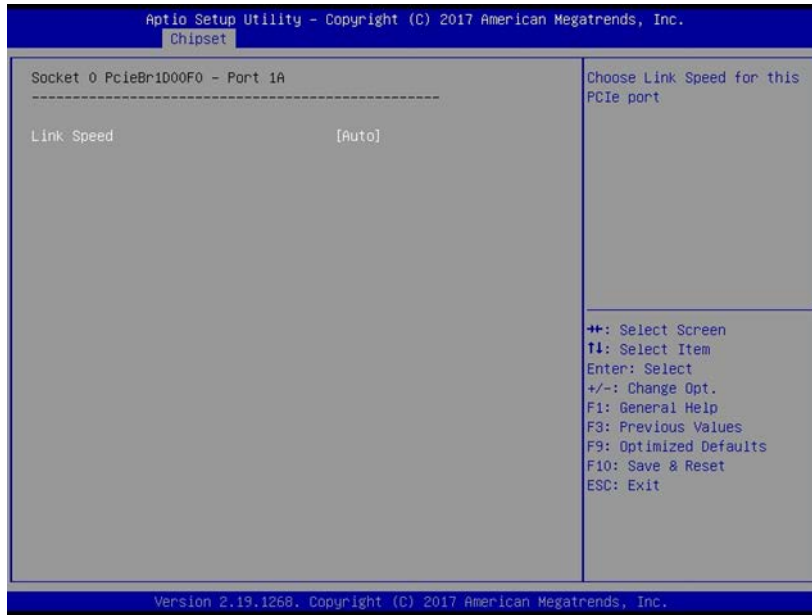 Aptio Setup Utility – Copyright (C) 2017 American Megatrends, Inc.
Chipset
Socket 0 PcieBr1D00F0 – Port 1A
--------------------------------------------------
Link Speed [Auto]
Choose Link Speed for this
PCIe port
→←: Select Screen
↑↓: Select Item
Enter: Select
+/-: Change Opt.
F1: General Help
F3: Previous Values
F9: Optimized Defaults
F10: Save & Reset
ESC: Exit
Version 2.19.1268. Copyright (C) 2017 American Megatrends, Inc.